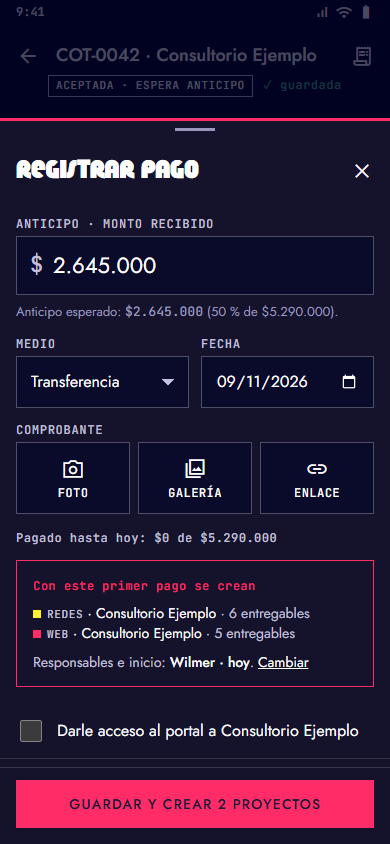 9:41
COT-0042 · Consultorio Ejemplo
ACEPTADA · ESPERA ANTICIPO ✓ guardada
REGISTRAR PAGO
ANTICIPO · MONTO RECIBIDO
$ 2.645.000
Anticipo esperado: $2.645.000 (50 % de $5.290.000).
MEDIO FECHA
Transferencia 09/11/2026
COMPROBANTE
FOTO GALERÍA ENLACE
Pagado hasta hoy: $0 de $5.290.000
Con este primer pago se crean
REDES · Consultorio Ejemplo · 6 entregables
WEB · Consultorio Ejemplo · 5 entregables
Responsables e inicio: Wilmer · hoy. Cambiar
Darle acceso al portal a Consultorio Ejemplo
GUARDAR Y CREAR 2 PROYECTOS